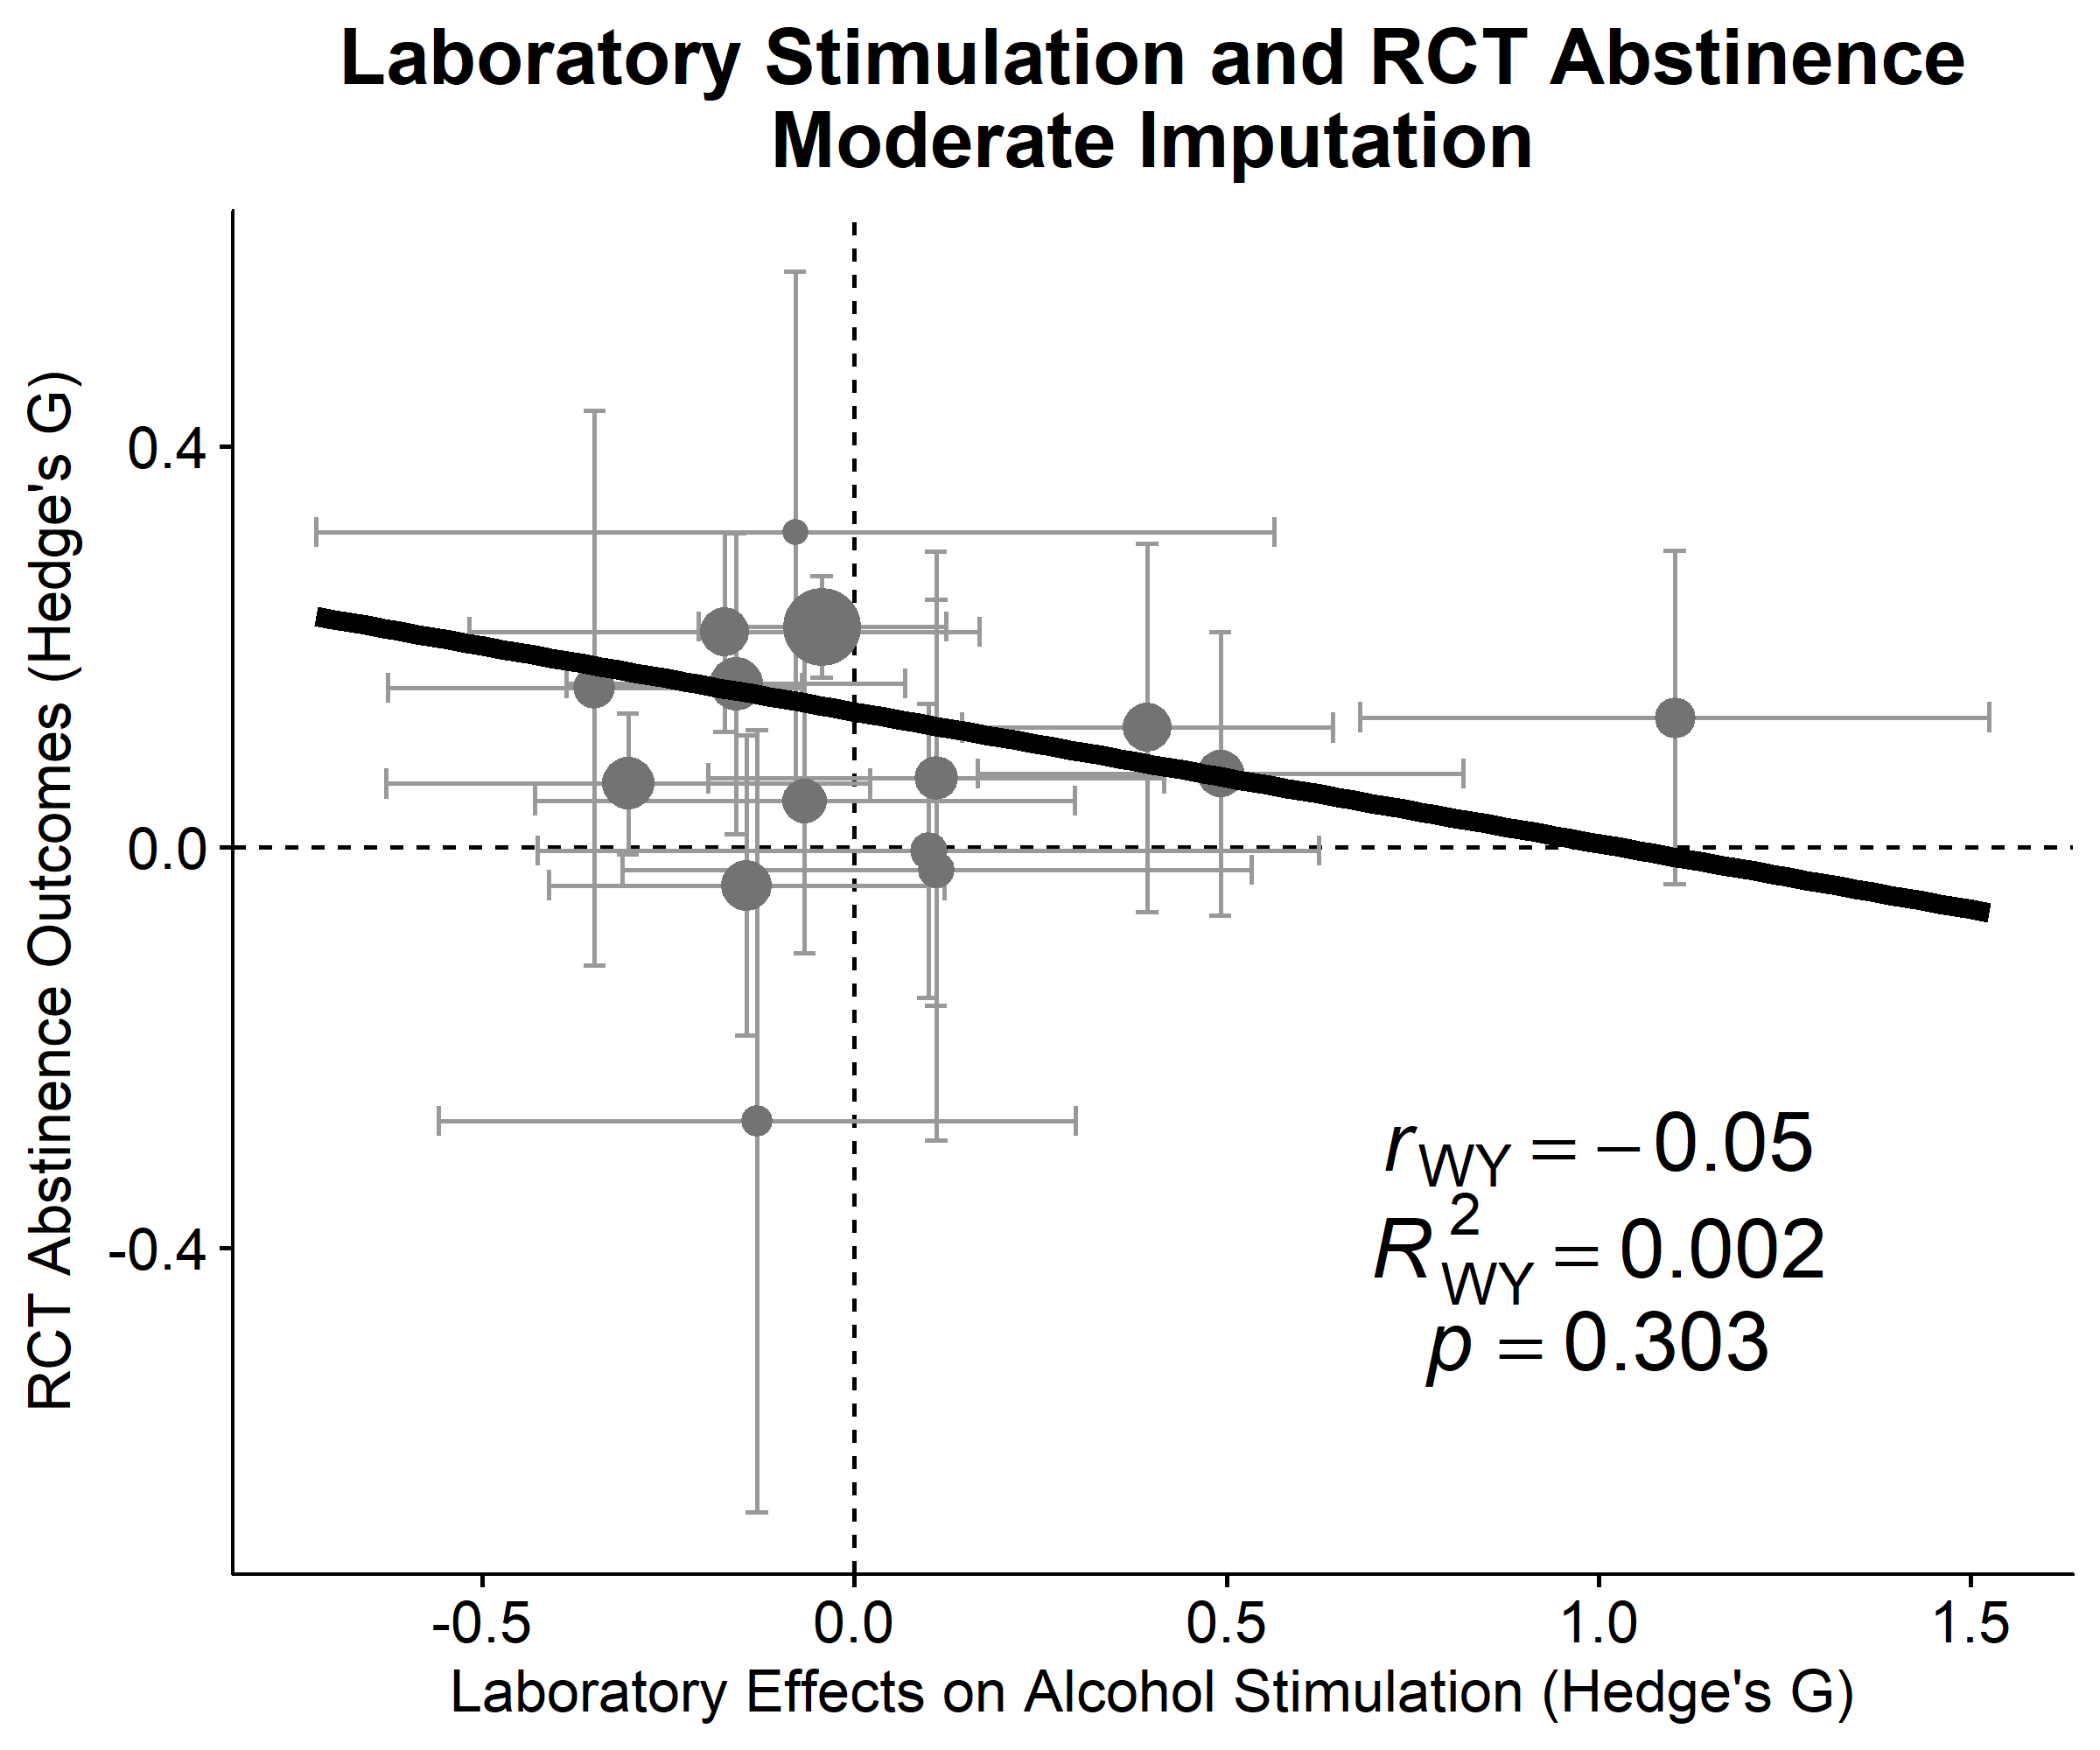 Laboratory Stimulation and RCT Abstinence
Moderate Imputation
RCT Abstinence Outcomes (Hedge's G)
0.4
0.0
-0.4
r_WY = −0.05
R²_WY = 0.002
p = 0.303
-0.5 0.0 0.5 1.0 1.5
Laboratory Effects on Alcohol Stimulation (Hedge's G)